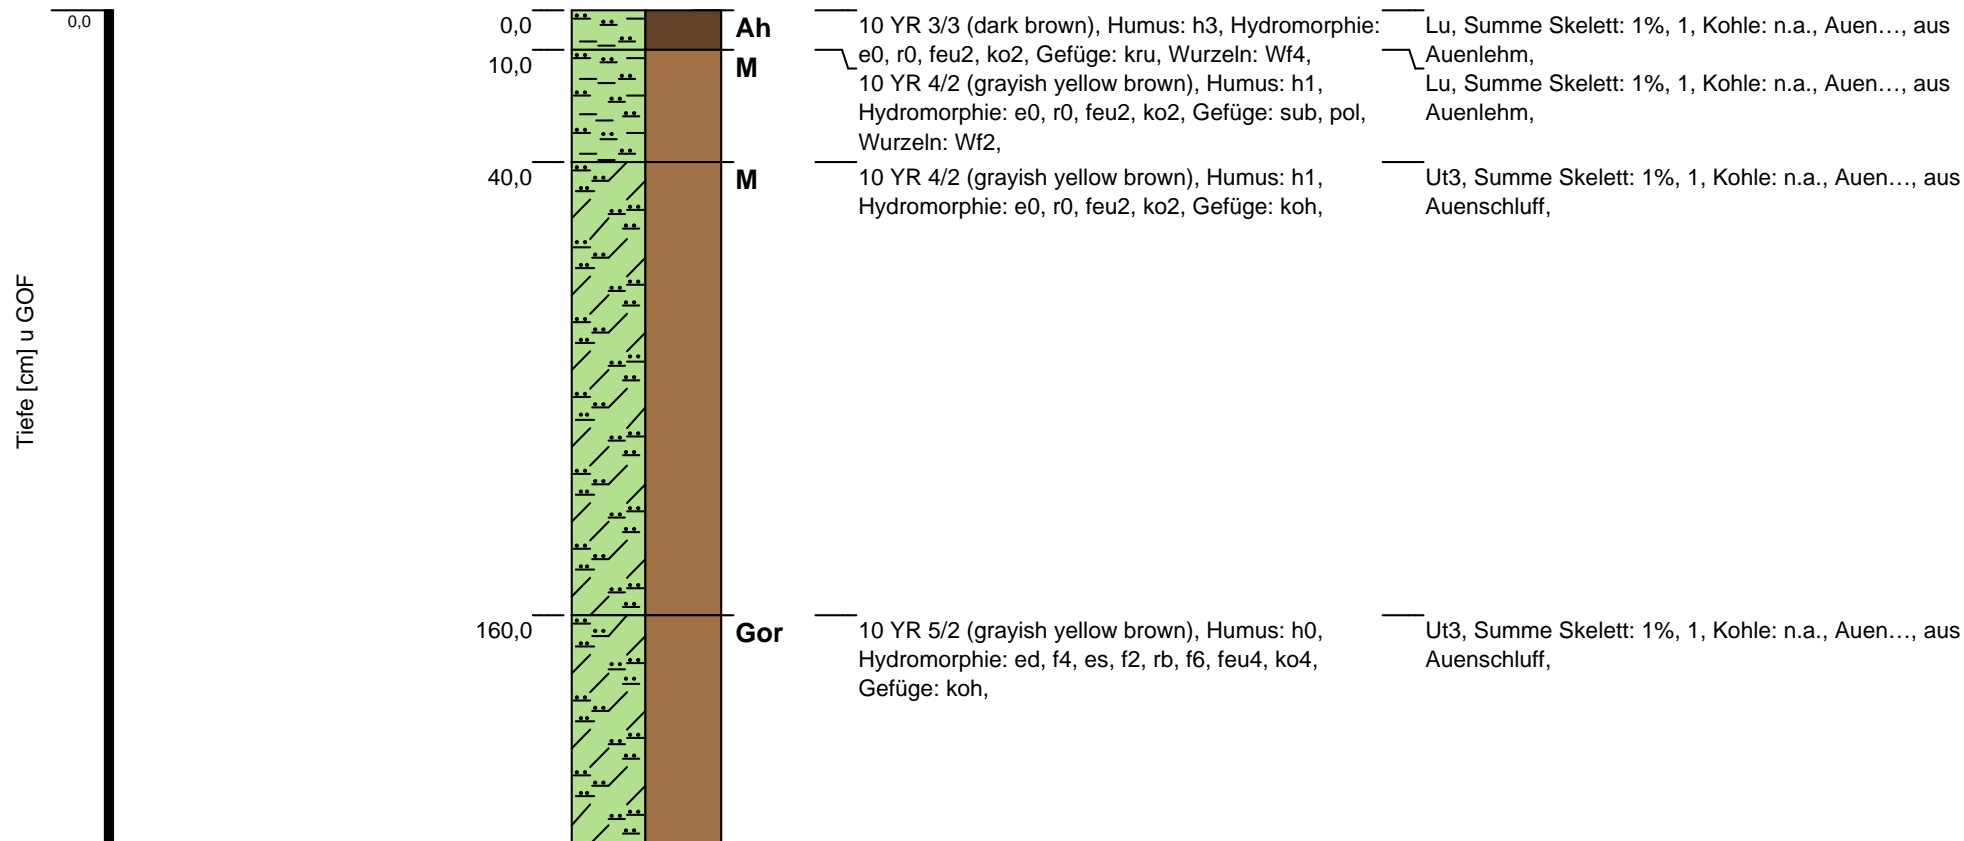 0,0
Tiefe [cm] u GOF
0,0
Ah
10 YR 3/3 (dark brown), Humus: h3, Hydromorphie:
e0, r0, feu2, ko2, Gefüge: kru, Wurzeln: Wf4,
Lu, Summe Skelett: 1%, 1, Kohle: n.a., Auen…, aus
Auenlehm,
10,0
M
10 YR 4/2 (grayish yellow brown), Humus: h1,
Hydromorphie: e0, r0, feu2, ko2, Gefüge: sub, pol,
Wurzeln: Wf2,
Lu, Summe Skelett: 1%, 1, Kohle: n.a., Auen…, aus
Auenlehm,
40,0
M
10 YR 4/2 (grayish yellow brown), Humus: h1,
Hydromorphie: e0, r0, feu2, ko2, Gefüge: koh,
Ut3, Summe Skelett: 1%, 1, Kohle: n.a., Auen…, aus
Auenschluff,
160,0
Gor
10 YR 5/2 (grayish yellow brown), Humus: h0,
Hydromorphie: ed, f4, es, f2, rb, f6, feu4, ko4,
Gefüge: koh,
Ut3, Summe Skelett: 1%, 1, Kohle: n.a., Auen…, aus
Auenschluff,